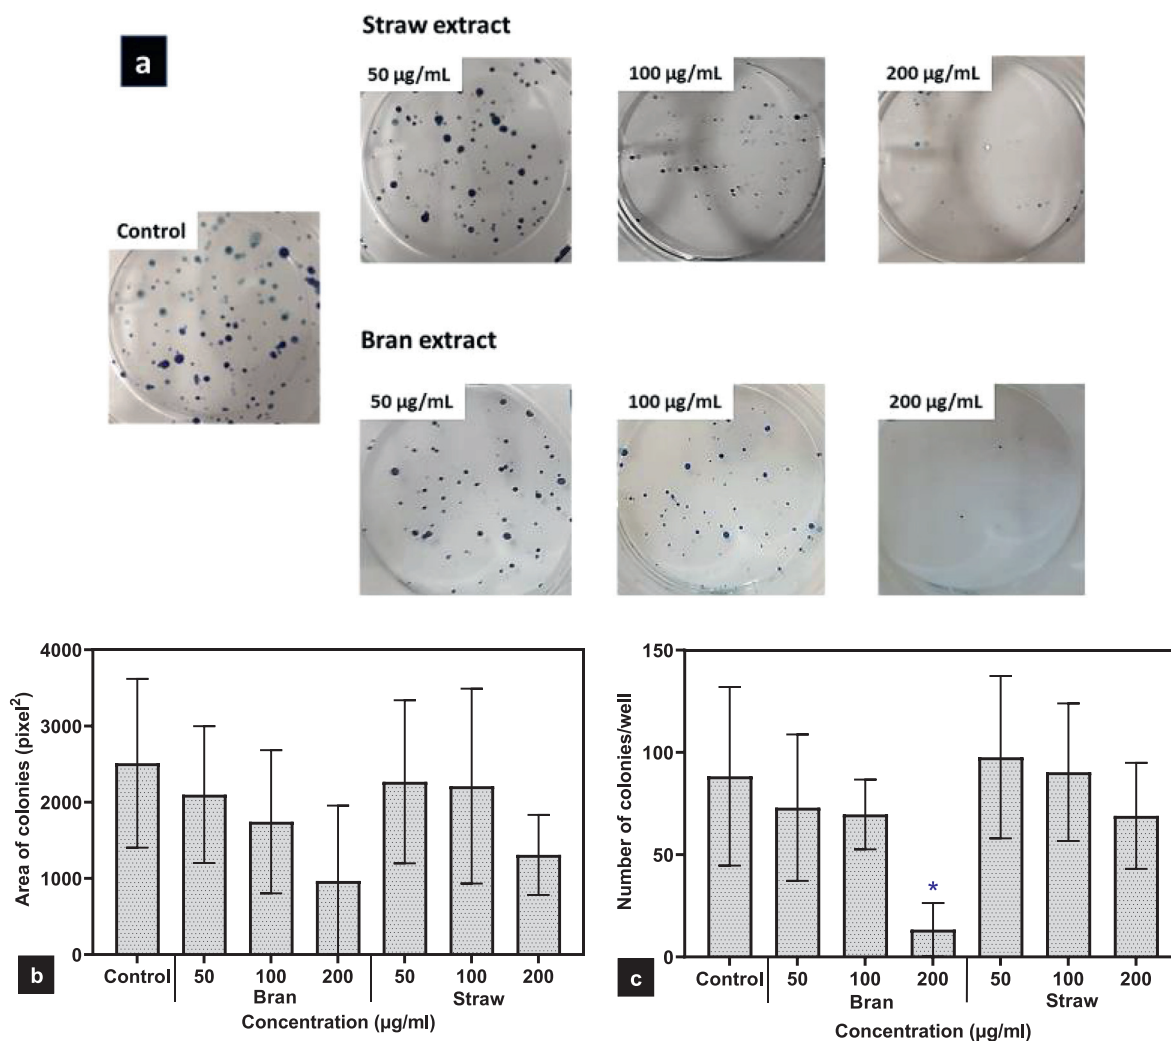 a
Straw extract
50 µg/mL
100 µg/mL
200 µg/mL
Control
Bran extract
50 µg/mL
100 µg/mL
200 µg/mL
b
Area of colonies (pixel²)
4000
3000
2000
1000
0
Control 50 100 200 50 100 200
Bran Straw
Concentration (µg/ml)
c
Number of colonies/well
150
100
50
0
*
Control 50 100 200 50 100 200
Bran Straw
Concentration (µg/ml)